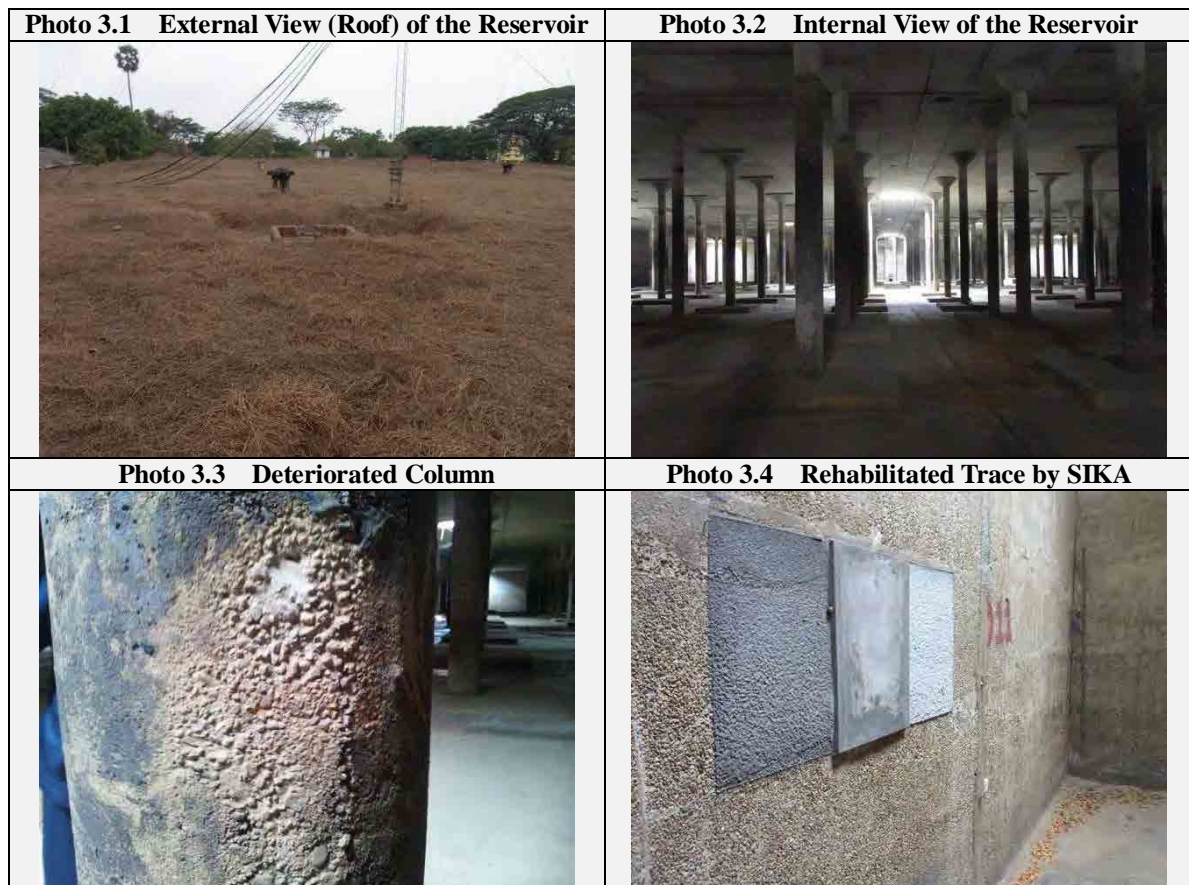 Photo 3.1 External View (Roof) of the Reservoir
Photo 3.2 Internal View of the Reservoir
Photo 3.3 Deteriorated Column
Photo 3.4 Rehabilitated Trace by SIKA